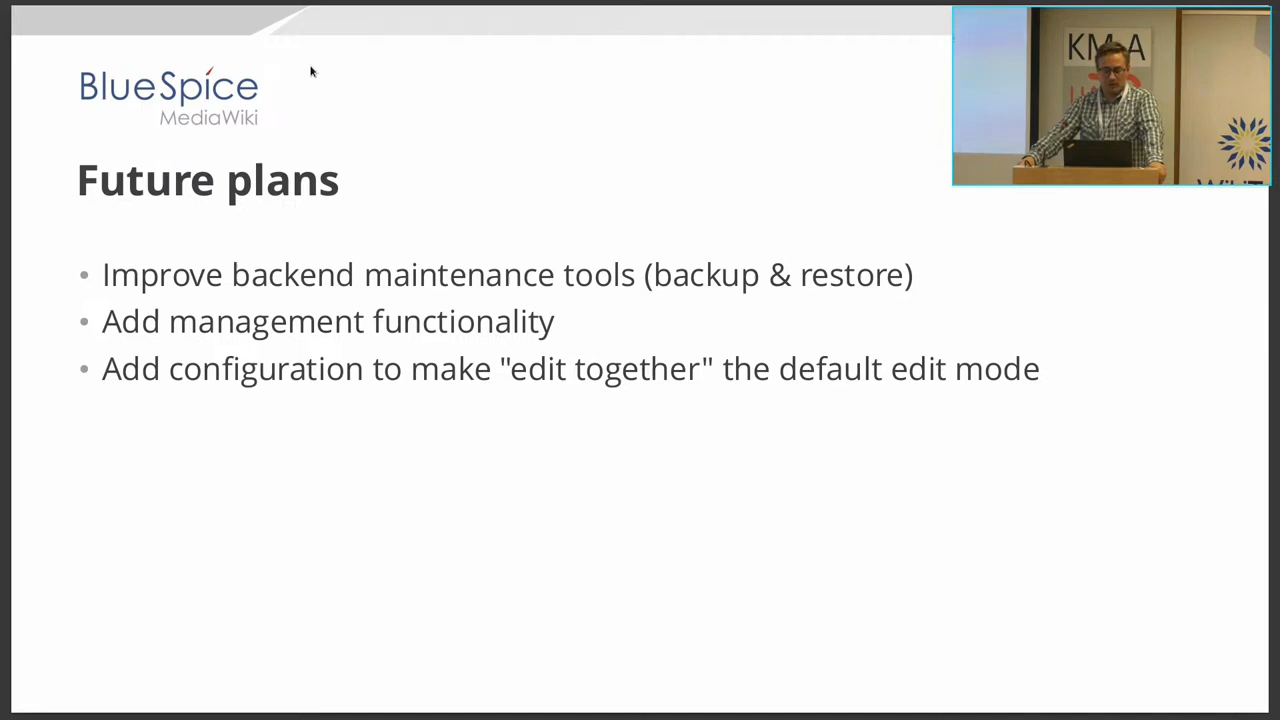 BlueSpice
MediaWiki
Future plans
• Improve backend maintenance tools (backup & restore)
• Add management functionality
• Add configuration to make "edit together" the default edit mode